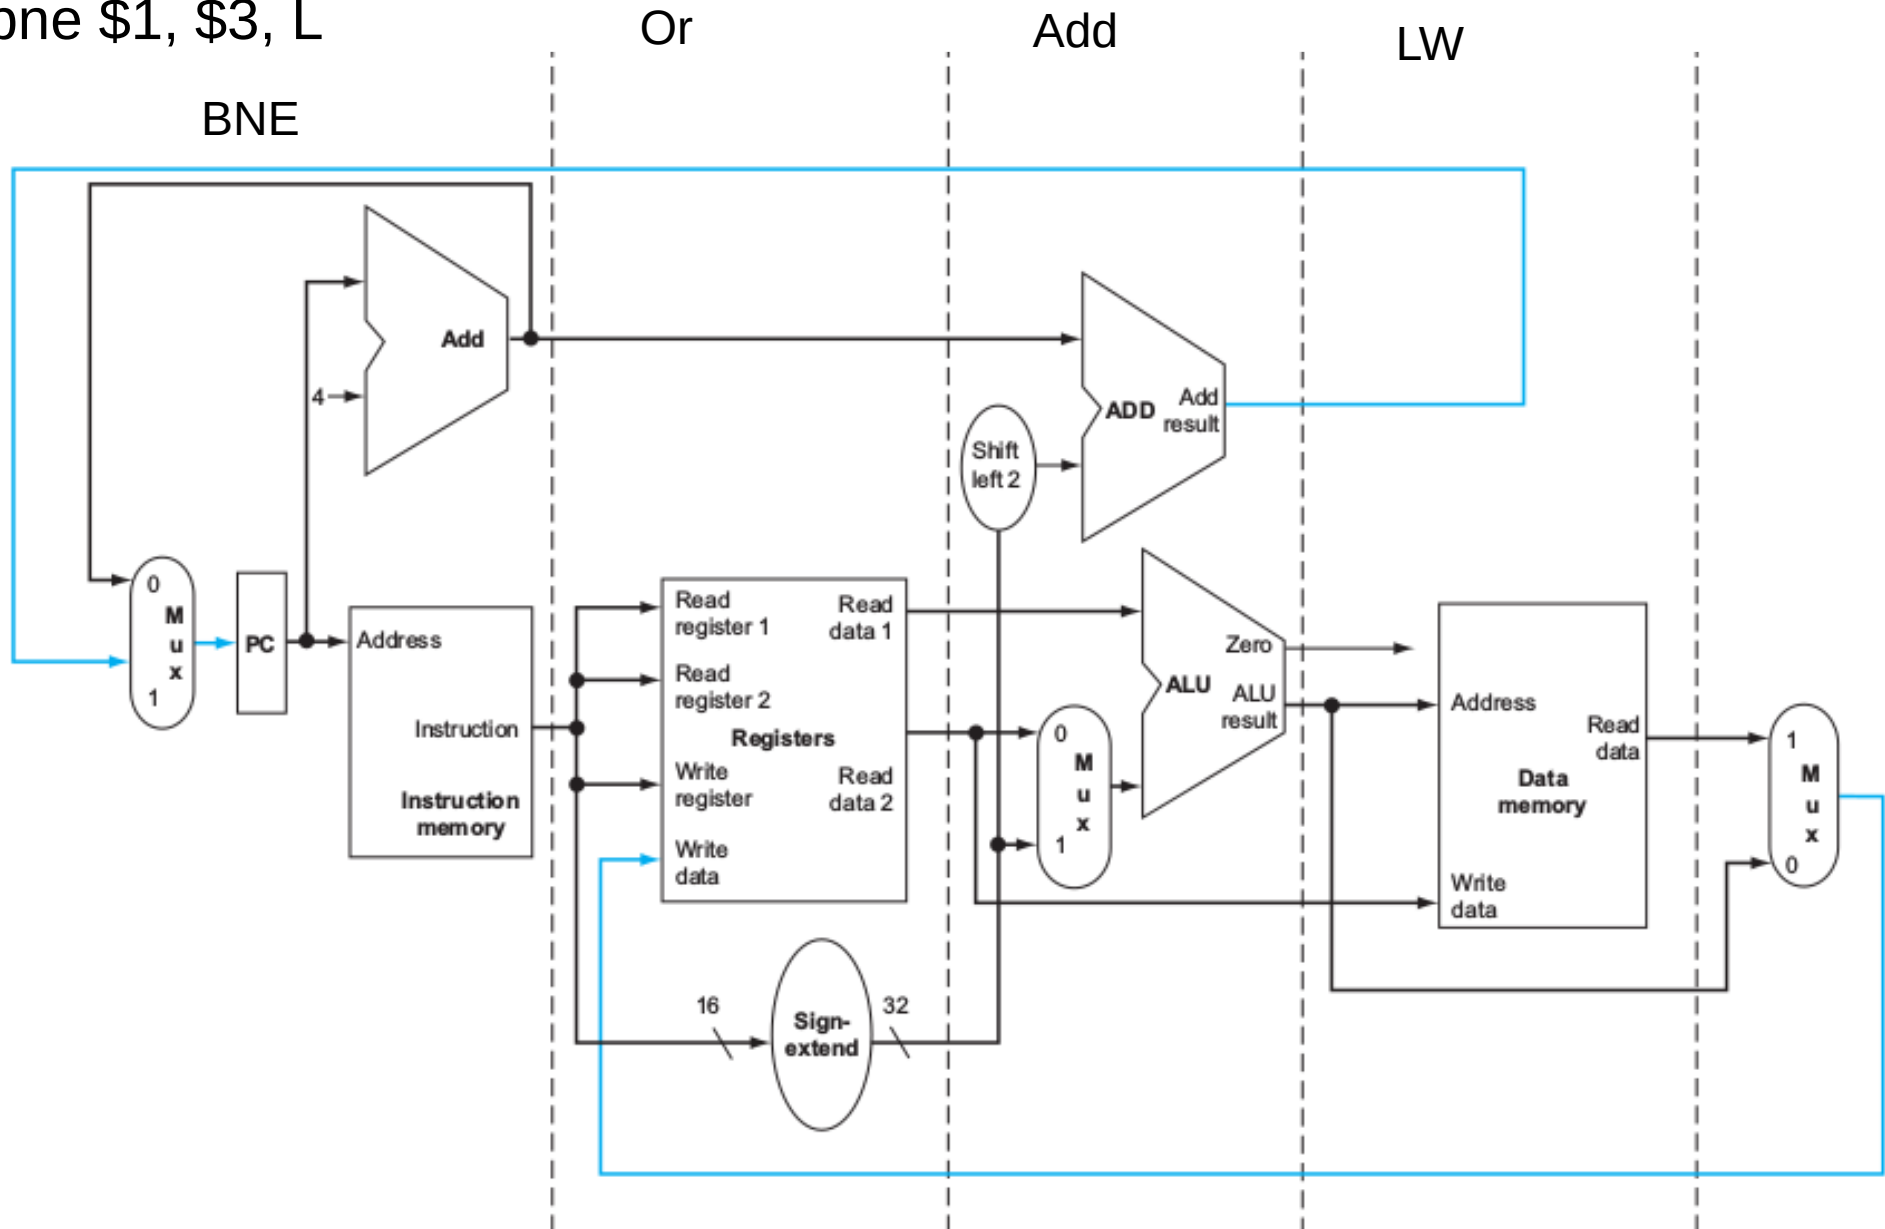 bne $1, $3, L
Or
Add
LW
BNE
Add
4
ADD
Add
result
Shift
left 2
0
M
u
x
1
PC
Address
Instruction
Instruction
memory
Read
register 1
Read
register 2
Write
register
Write
data
Registers
Read
data 1
Read
data 2
0
M
u
x
1
Zero
ALU
ALU
result
Address
Read
data
Data
memory
Write
data
1
M
u
x
0
16
Sign-
extend
32